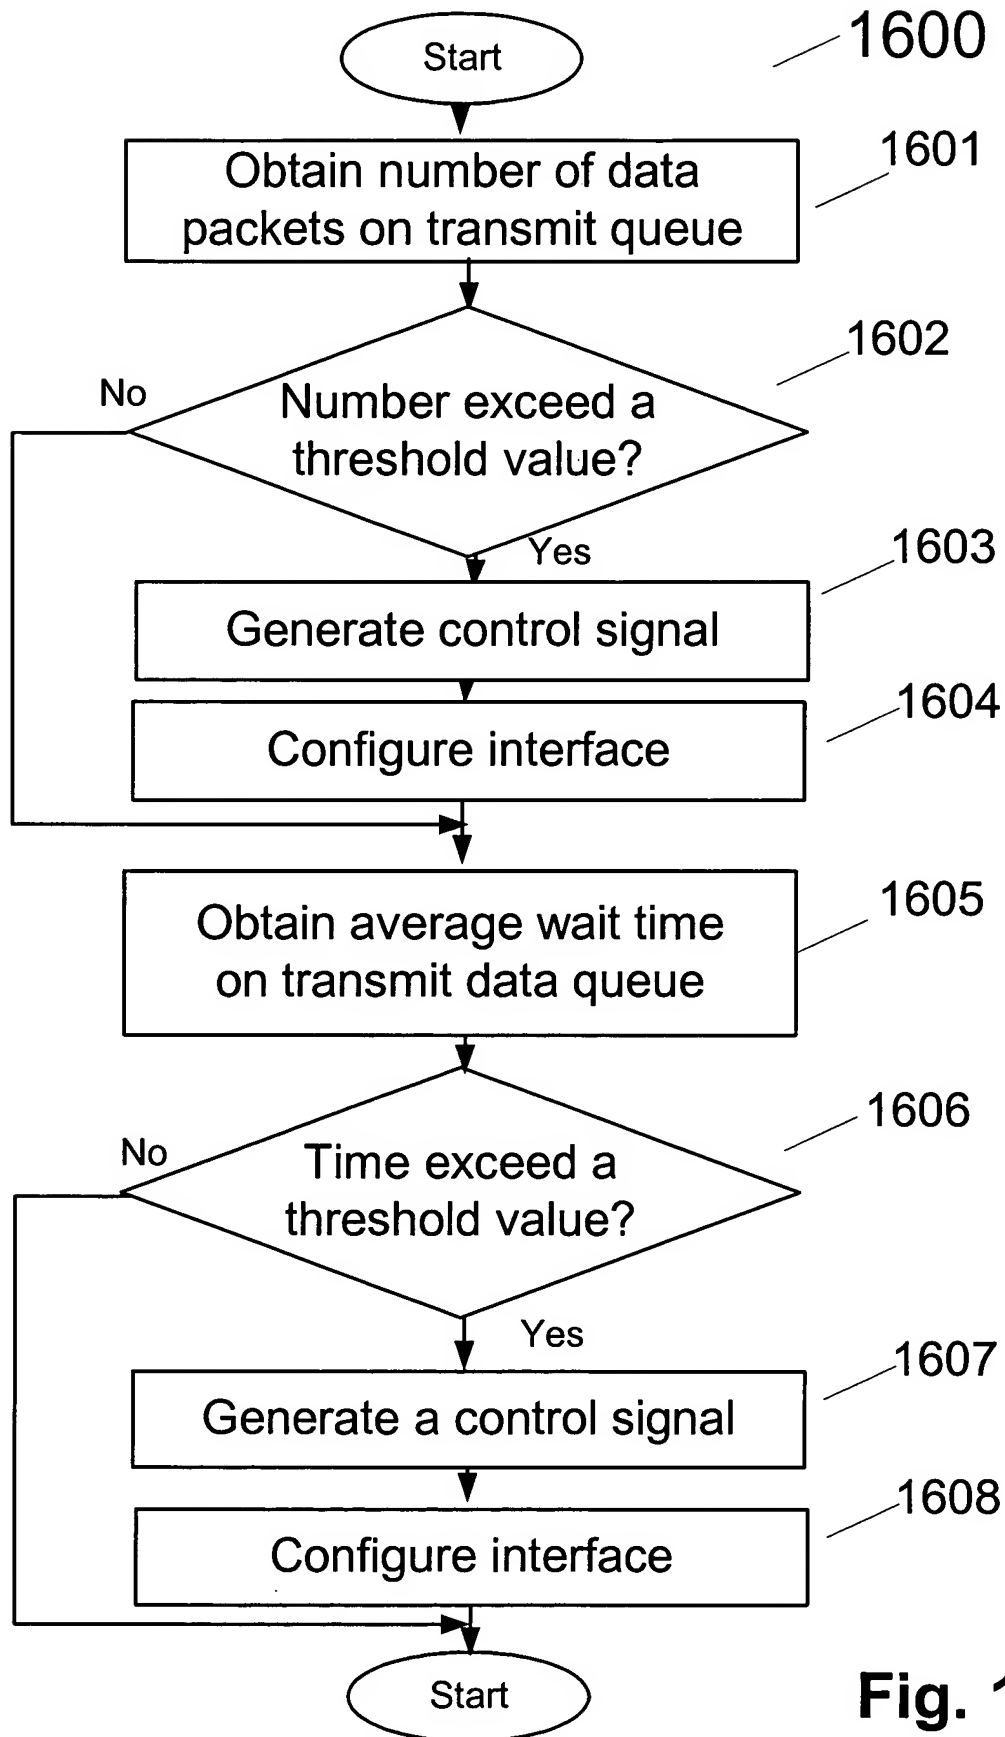 Start
1600
1601
Obtain number of data
packets on transmit queue
1602
No
Number exceed a
threshold value?
Yes
1603
Generate control signal
1604
Configure interface
1605
Obtain average wait time
on transmit data queue
1606
No
Time exceed a
threshold value?
Yes
1607
Generate a control signal
1608
Configure interface
Start
Fig.